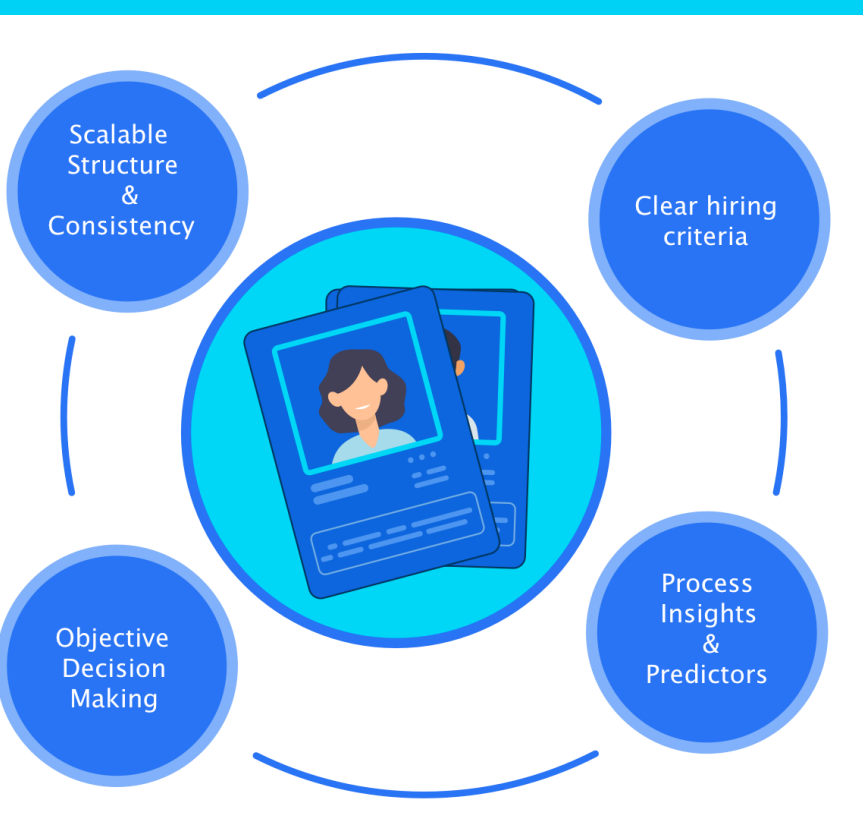 Scalable
Structure
&
Consistency
Clear hiring
criteria
Objective
Decision
Making
Process
Insights
&
Predictors